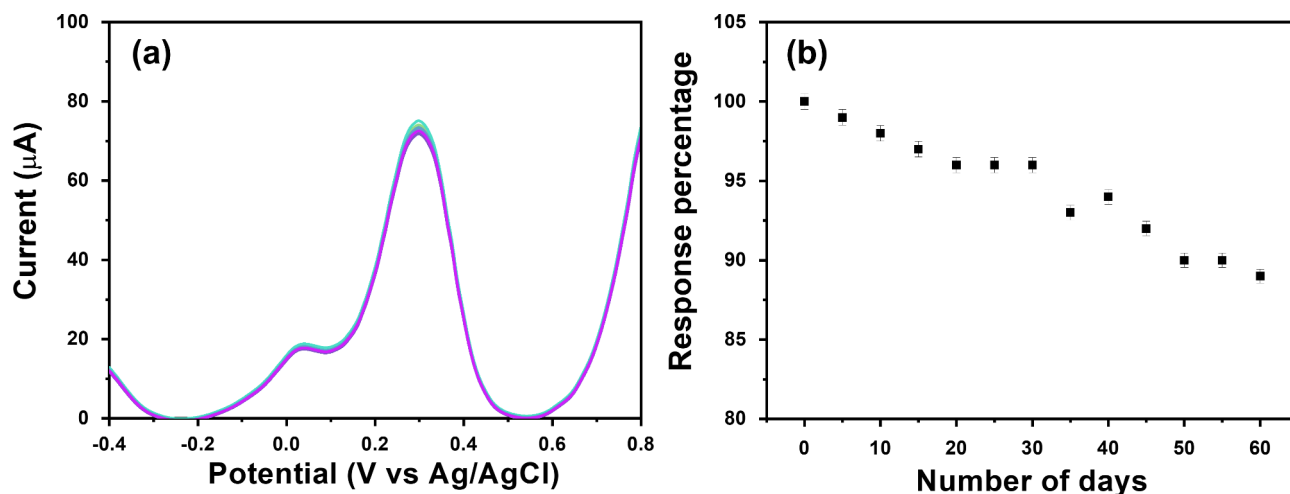 (a)
100
80
60
40
20
0
Current (μA)
-0.4 -0.2 0.0 0.2 0.4 0.6 0.8
Potential (V vs Ag/AgCl)
(b)
105
100
95
90
85
80
Response percentage
0 10 20 30 40 50 60
Number of days